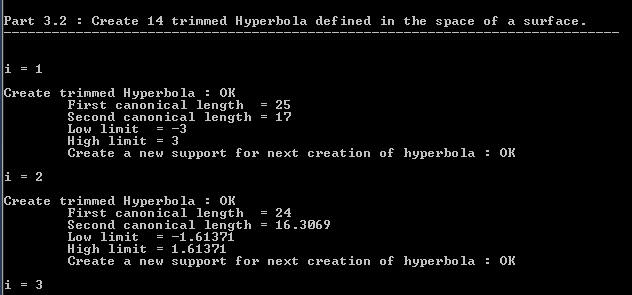 Part 3.2 : Create 14 trimmed Hyperbola defined in the space of a surface.
-----------------------------------------------------------------------------
i = 1
Create trimmed Hyperbola : OK
First canonical length = 25
Second canonical length = 17
Low limit = -3
High limit = 3
Create a new support for next creation of hyperbola : OK
i = 2
Create trimmed Hyperbola : OK
First canonical length = 24
Second canonical length = 16.3069
Low limit = -1.61371
High limit = 1.61371
Create a new support for next creation of hyperbola : OK
i = 3